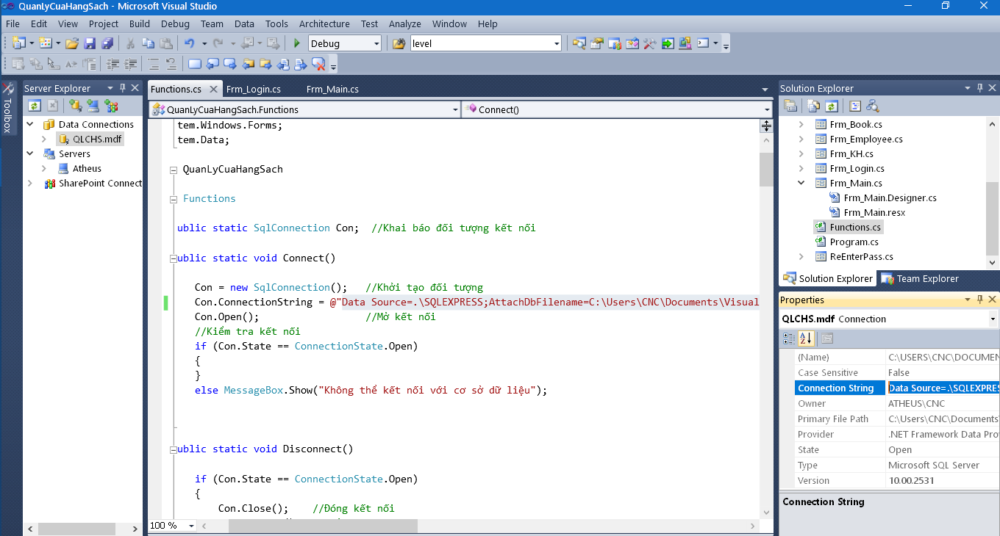 QuanLyCuaHangSach - Microsoft Visual Studio
File Edit View Project Build Debug Team Data Tools Architecture Test Analyze Window Help
Debug
level
Toolbox
Server Explorer
Data Connections
QLCHS.mdf
Servers
Atheus
SharePoint Connect
Functions.cs
Frm_Login.cs
Frm_Main.cs
QuanLyCuaHangSach.Functions
Connect()
tem.Windows.Forms;
tem.Data;
QuanLyCuaHangSach
Functions
ublic static SqlConnection Con; //Khai báo đối tượng kết nối
ublic static void Connect()
Con = new SqlConnection(); //Khởi tạo đối tượng
Con.ConnectionString = @"Data Source=.\SQLEXPRESS;AttachDbFilename=C:\Users\CNC\Documents\Visual
Con.Open(); //Mở kết nối
//Kiểm tra kết nối
if (Con.State == ConnectionState.Open)
{
}
else MessageBox.Show("Không thể kết nối với cơ sở dữ liệu");
ublic static void Disconnect()
if (Con.State == ConnectionState.Open)
{
Con.Close(); //Đóng kết nối
100 %
Solution Explorer
Frm_Book.cs
Frm_Employee.cs
Frm_KH.cs
Frm_Login.cs
Frm_Main.cs
Frm_Main.Designer.cs
Frm_Main.resx
Functions.cs
Program.cs
ReEnterPass.cs
Solution Explorer
Team Explorer
Properties
QLCHS.mdf Connection
(Name) C:\USERS\CNC\DOCUMEN
Case Sensitive False
Connection String Data Source=.\SQLEXPRES
Owner ATHEUS\CNC
Primary File Path C:\Users\CNC\Documents\
Provider .NET Framework Data Pro
State Open
Type Microsoft SQL Server
Version 10.00.2531
Connection String